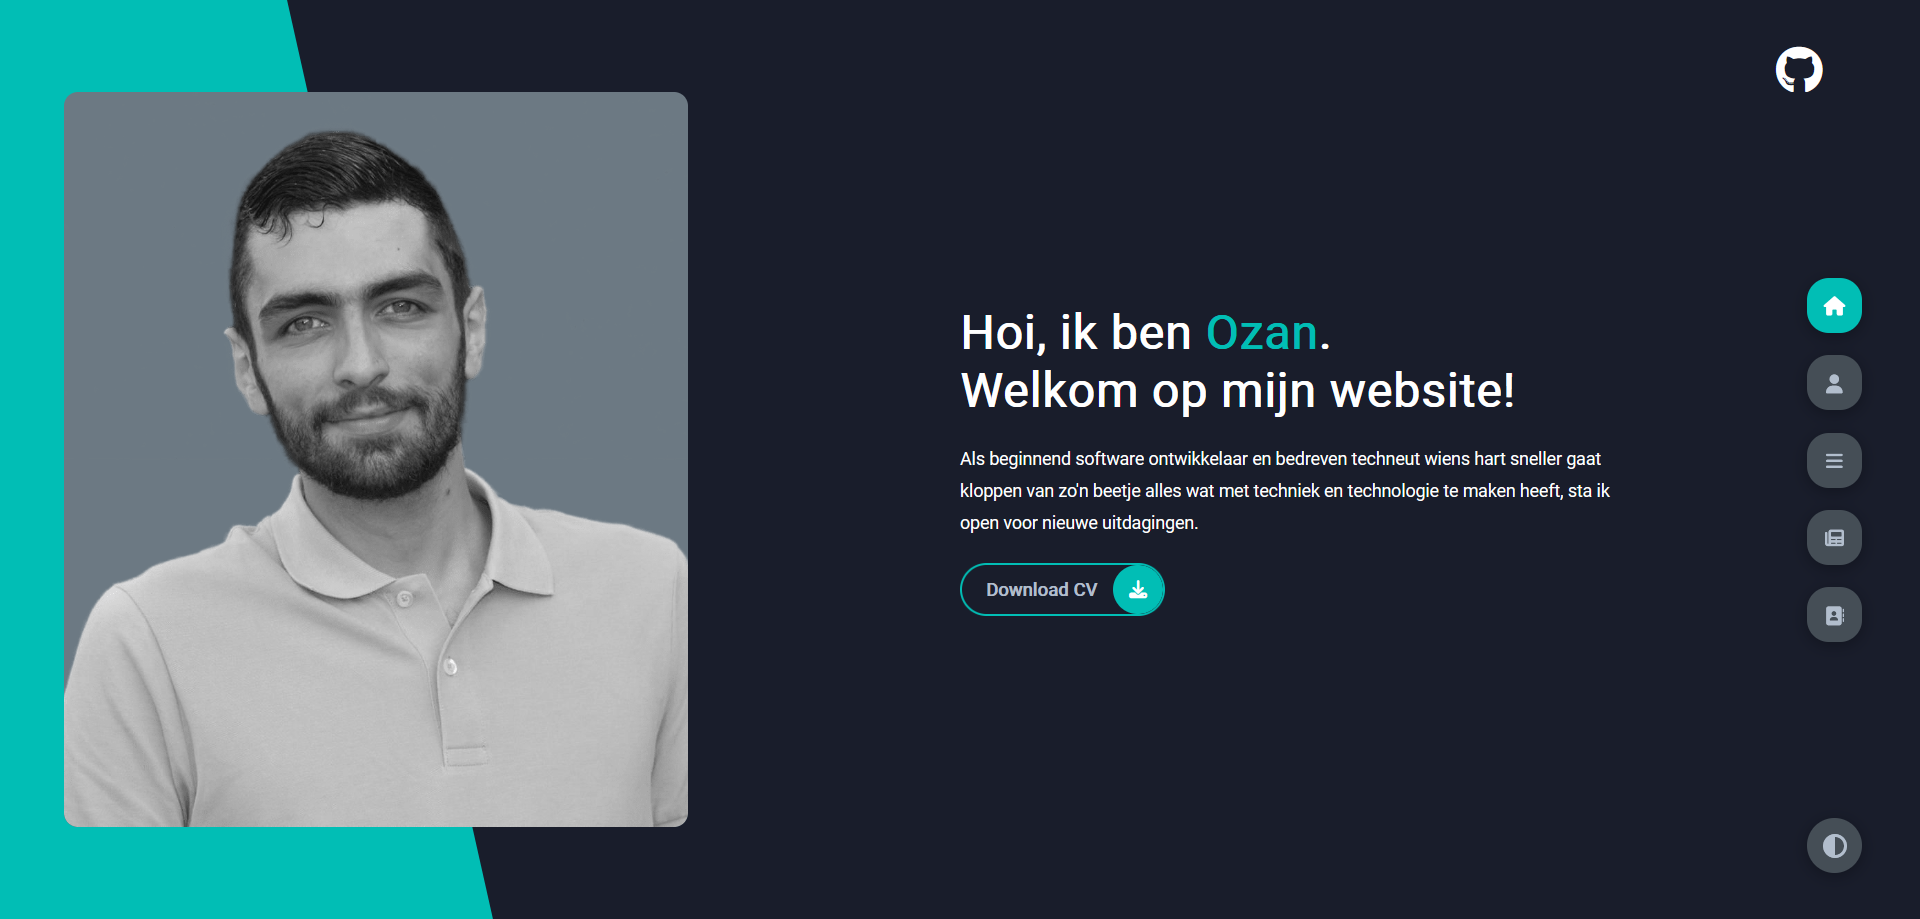 Hoi, ik ben Ozan.
Welkom op mijn website!
Als beginnend software ontwikkelaar en bedreven techneut wiens hart sneller gaat
kloppen van zo'n beetje alles wat met techniek en technologie te maken heeft, sta ik
open voor nieuwe uitdagingen.
Download CV